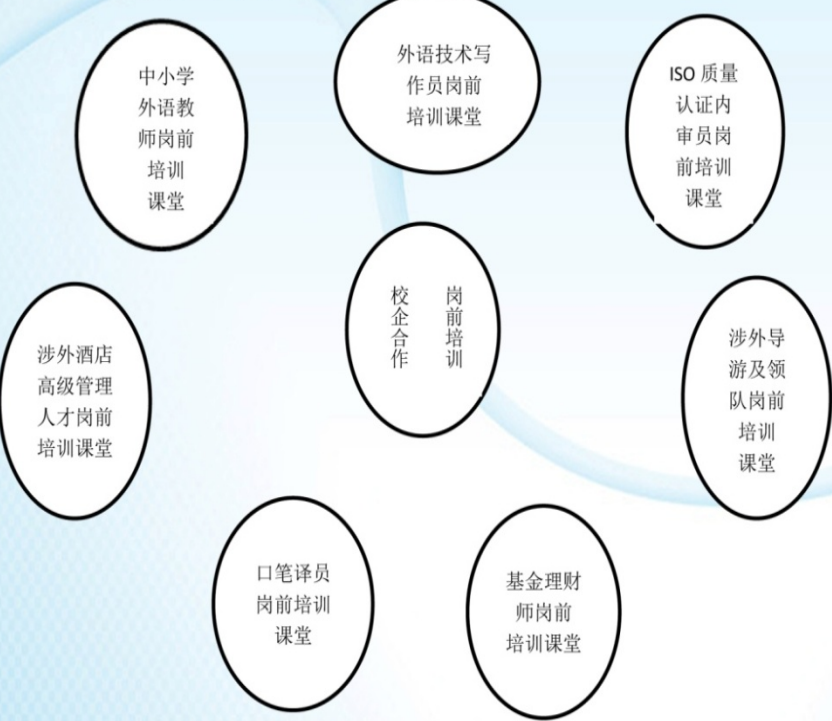 外语技术写
作员岗前
培训课堂
中小学
外语教
师岗前
培训
课堂
ISO 质量
认证内
审员岗
前培训
课堂
校企合作
岗前培训
涉外酒店
高级管理
人才岗前
培训课堂
涉外导
游及领
队岗前
培训
课堂
口笔译员
岗前培训
课堂
基金理财
师岗前
培训课堂